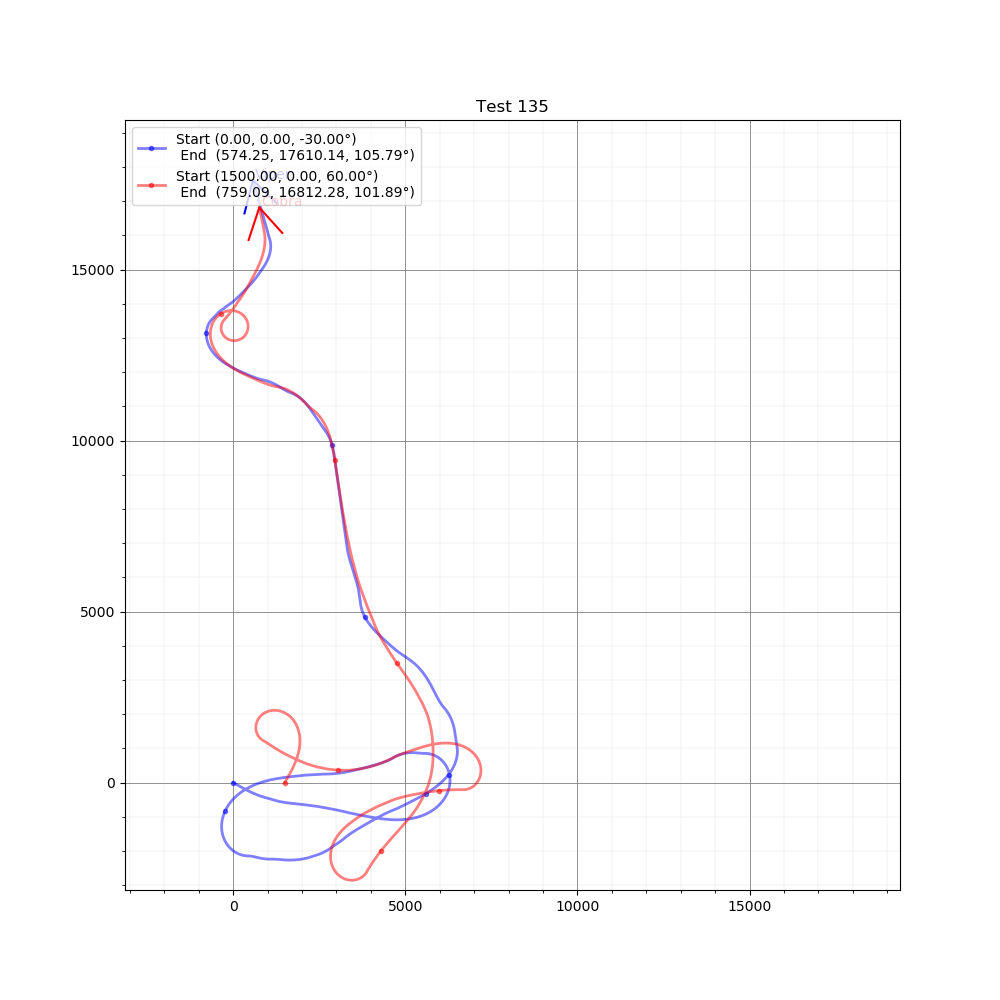 Test 135
Start (0.00, 0.00, -30.00°)
End (574.25, 17610.14, 105.79°)
Start (1500.00, 0.00, 60.00°)
End (759.09, 16812.28, 101.89°)
Cobra
15000
10000
5000
0
0
5000
10000
15000